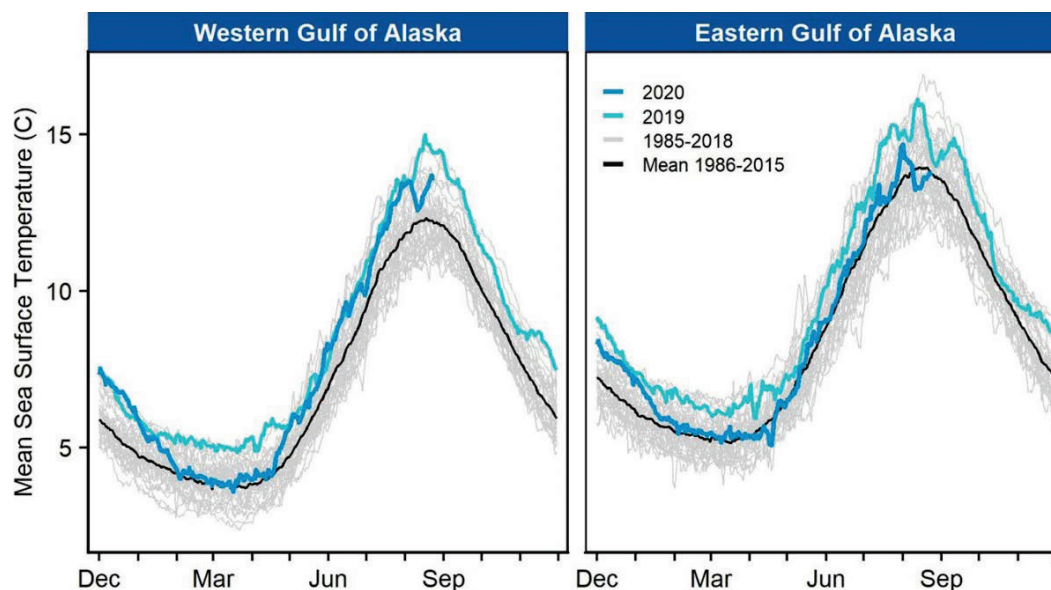 Western Gulf of Alaska
Eastern Gulf of Alaska
Mean Sea Surface Temperature (C)
15
10
5
2020
2019
1985-2018
Mean 1986-2015
Dec Mar Jun Sep
Dec Mar Jun Sep